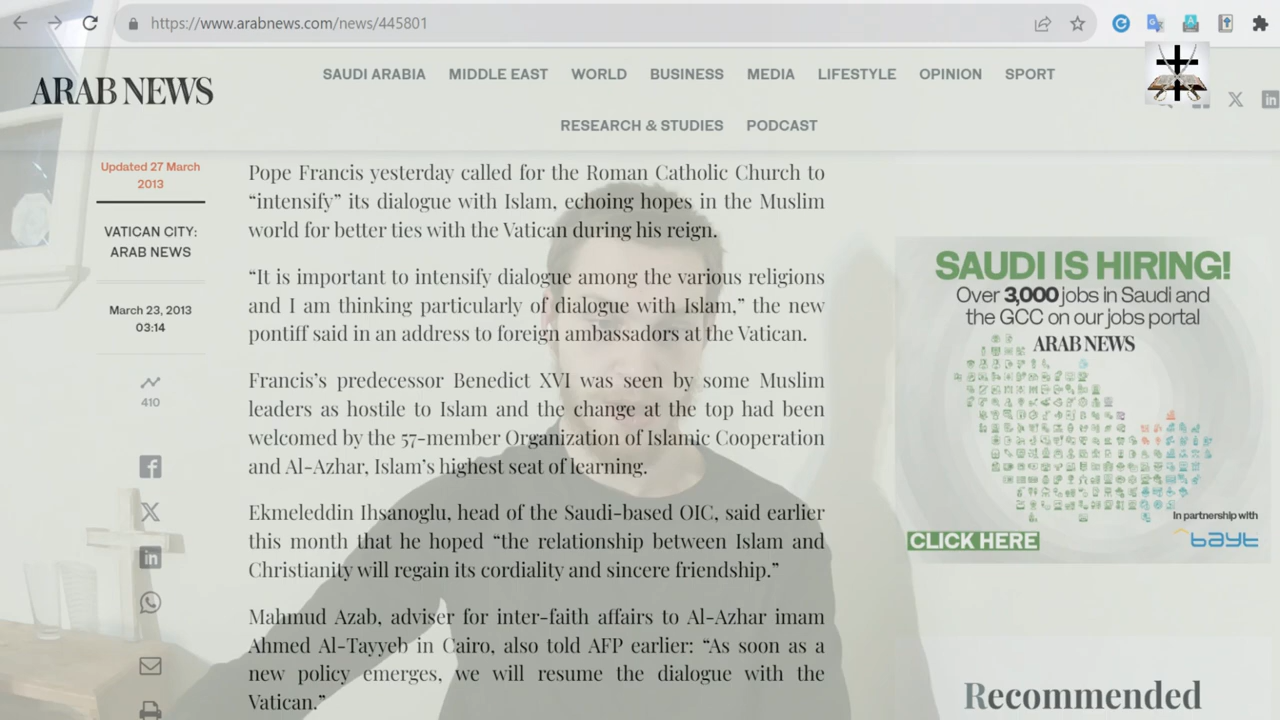 https://www.arabnews.com/news/445801
ARAB NEWS
SAUDI ARABIA MIDDLE EAST WORLD BUSINESS MEDIA LIFESTYLE OPINION SPORT
RESEARCH & STUDIES PODCAST
Updated 27 March
2013
VATICAN CITY:
ARAB NEWS
March 23, 2013
03:14
410
Pope Francis yesterday called for the Roman Catholic Church to
“intensify” its dialogue with Islam, echoing hopes in the Muslim
world for better ties with the Vatican during his reign.
“It is important to intensify dialogue among the various religions
and I am thinking particularly of dialogue with Islam,” the new
pontiff said in an address to foreign ambassadors at the Vatican.
Francis’s predecessor Benedict XVI was seen by some Muslim
leaders as hostile to Islam and the change at the top had been
welcomed by the 57-member Organization of Islamic Cooperation
and Al-Azhar, Islam’s highest seat of learning.
Ekmeleddin Ihsanoglu, head of the Saudi-based OIC, said earlier
this month that he hoped “the relationship between Islam and
Christianity will regain its cordiality and sincere friendship.”
Mahmud Azab, adviser for inter-faith affairs to Al-Azhar imam
Ahmed Al-Tayyeb in Cairo, also told AFP earlier: “As soon as a
new policy emerges, we will resume the dialogue with the
Vatican.”
SAUDI IS HIRING!
Over 3,000 jobs in Saudi and
the GCC on our jobs portal
ARAB NEWS
In partnership with
bayt
CLICK HERE
Recommended